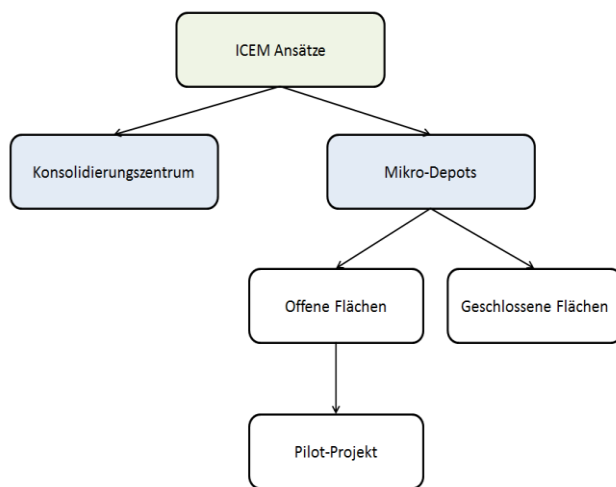 ICEM Ansätze
Konsolidierungszentrum
Mikro-Depots
Offene Flächen
Geschlossene Flächen
Pilot-Projekt